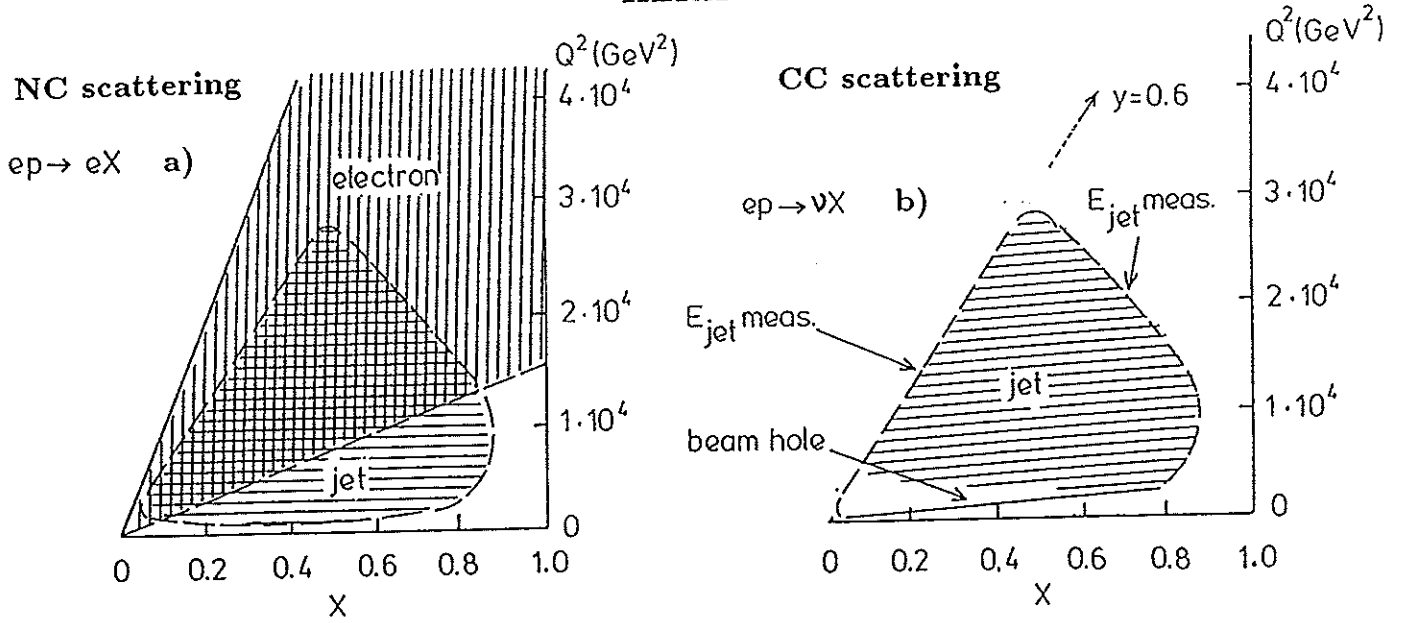 NC scattering
ep→ eX a)
Q²(GeV²)
4·10⁴
3·10⁴
2·10⁴
1·10⁴
0
electron
jet
0 0.2 0.4 0.6 0.8 1.0
X
CC scattering
ep→νX b)
Q²(GeV²)
4·10⁴
3·10⁴
2·10⁴
1·10⁴
0
y=0.6
E jet meas.
E jet meas.
jet
beam hole
0 0.2 0,4 0.6 0.8 1.0
X